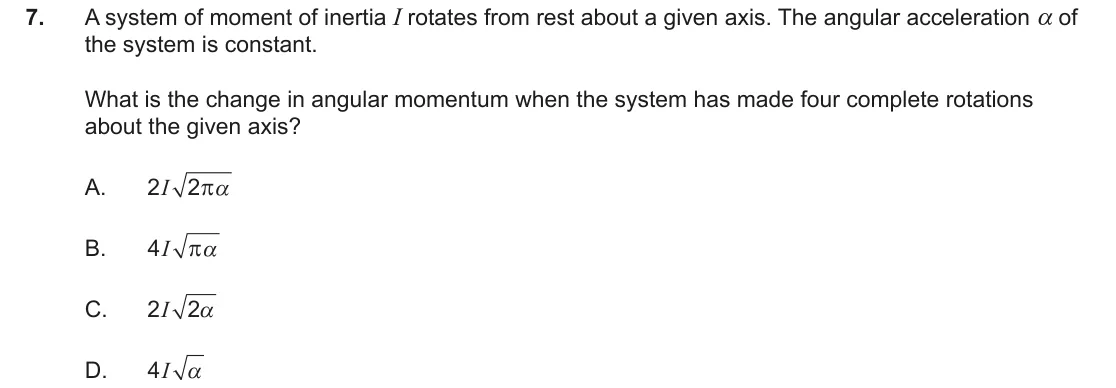 7. A system of moment of inertia I rotates from rest about a given axis. The angular acceleration α of
the system is constant.
What is the change in angular momentum when the system has made four complete rotations
about the given axis?
A. 2I√2πα
B. 4I√πα
C. 2I√2α
D. 4I√α